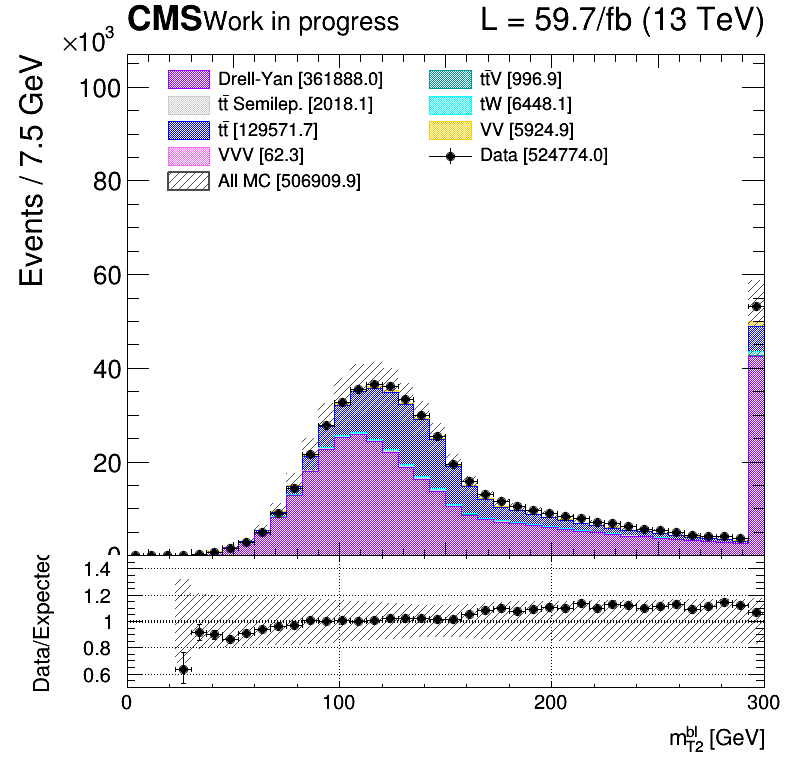 CMS Work in progress L = 59.7/fb (13 TeV)
×10³
Events / 7.5 GeV
100
80
60
40
20
0
Drell-Yan [361888.0]
tt̄ Semilep. [2018.1]
tt̄ [129571.7]
VVV [62.3]
All MC [506909.9]
tt̄V [996.9]
tW [6448.1]
VV [5924.9]
Data [524774.0]
Data/Expected
1.4
1.2
1
0.8
0.6
0 100 200 300
m_{T2}^{bl} [GeV]